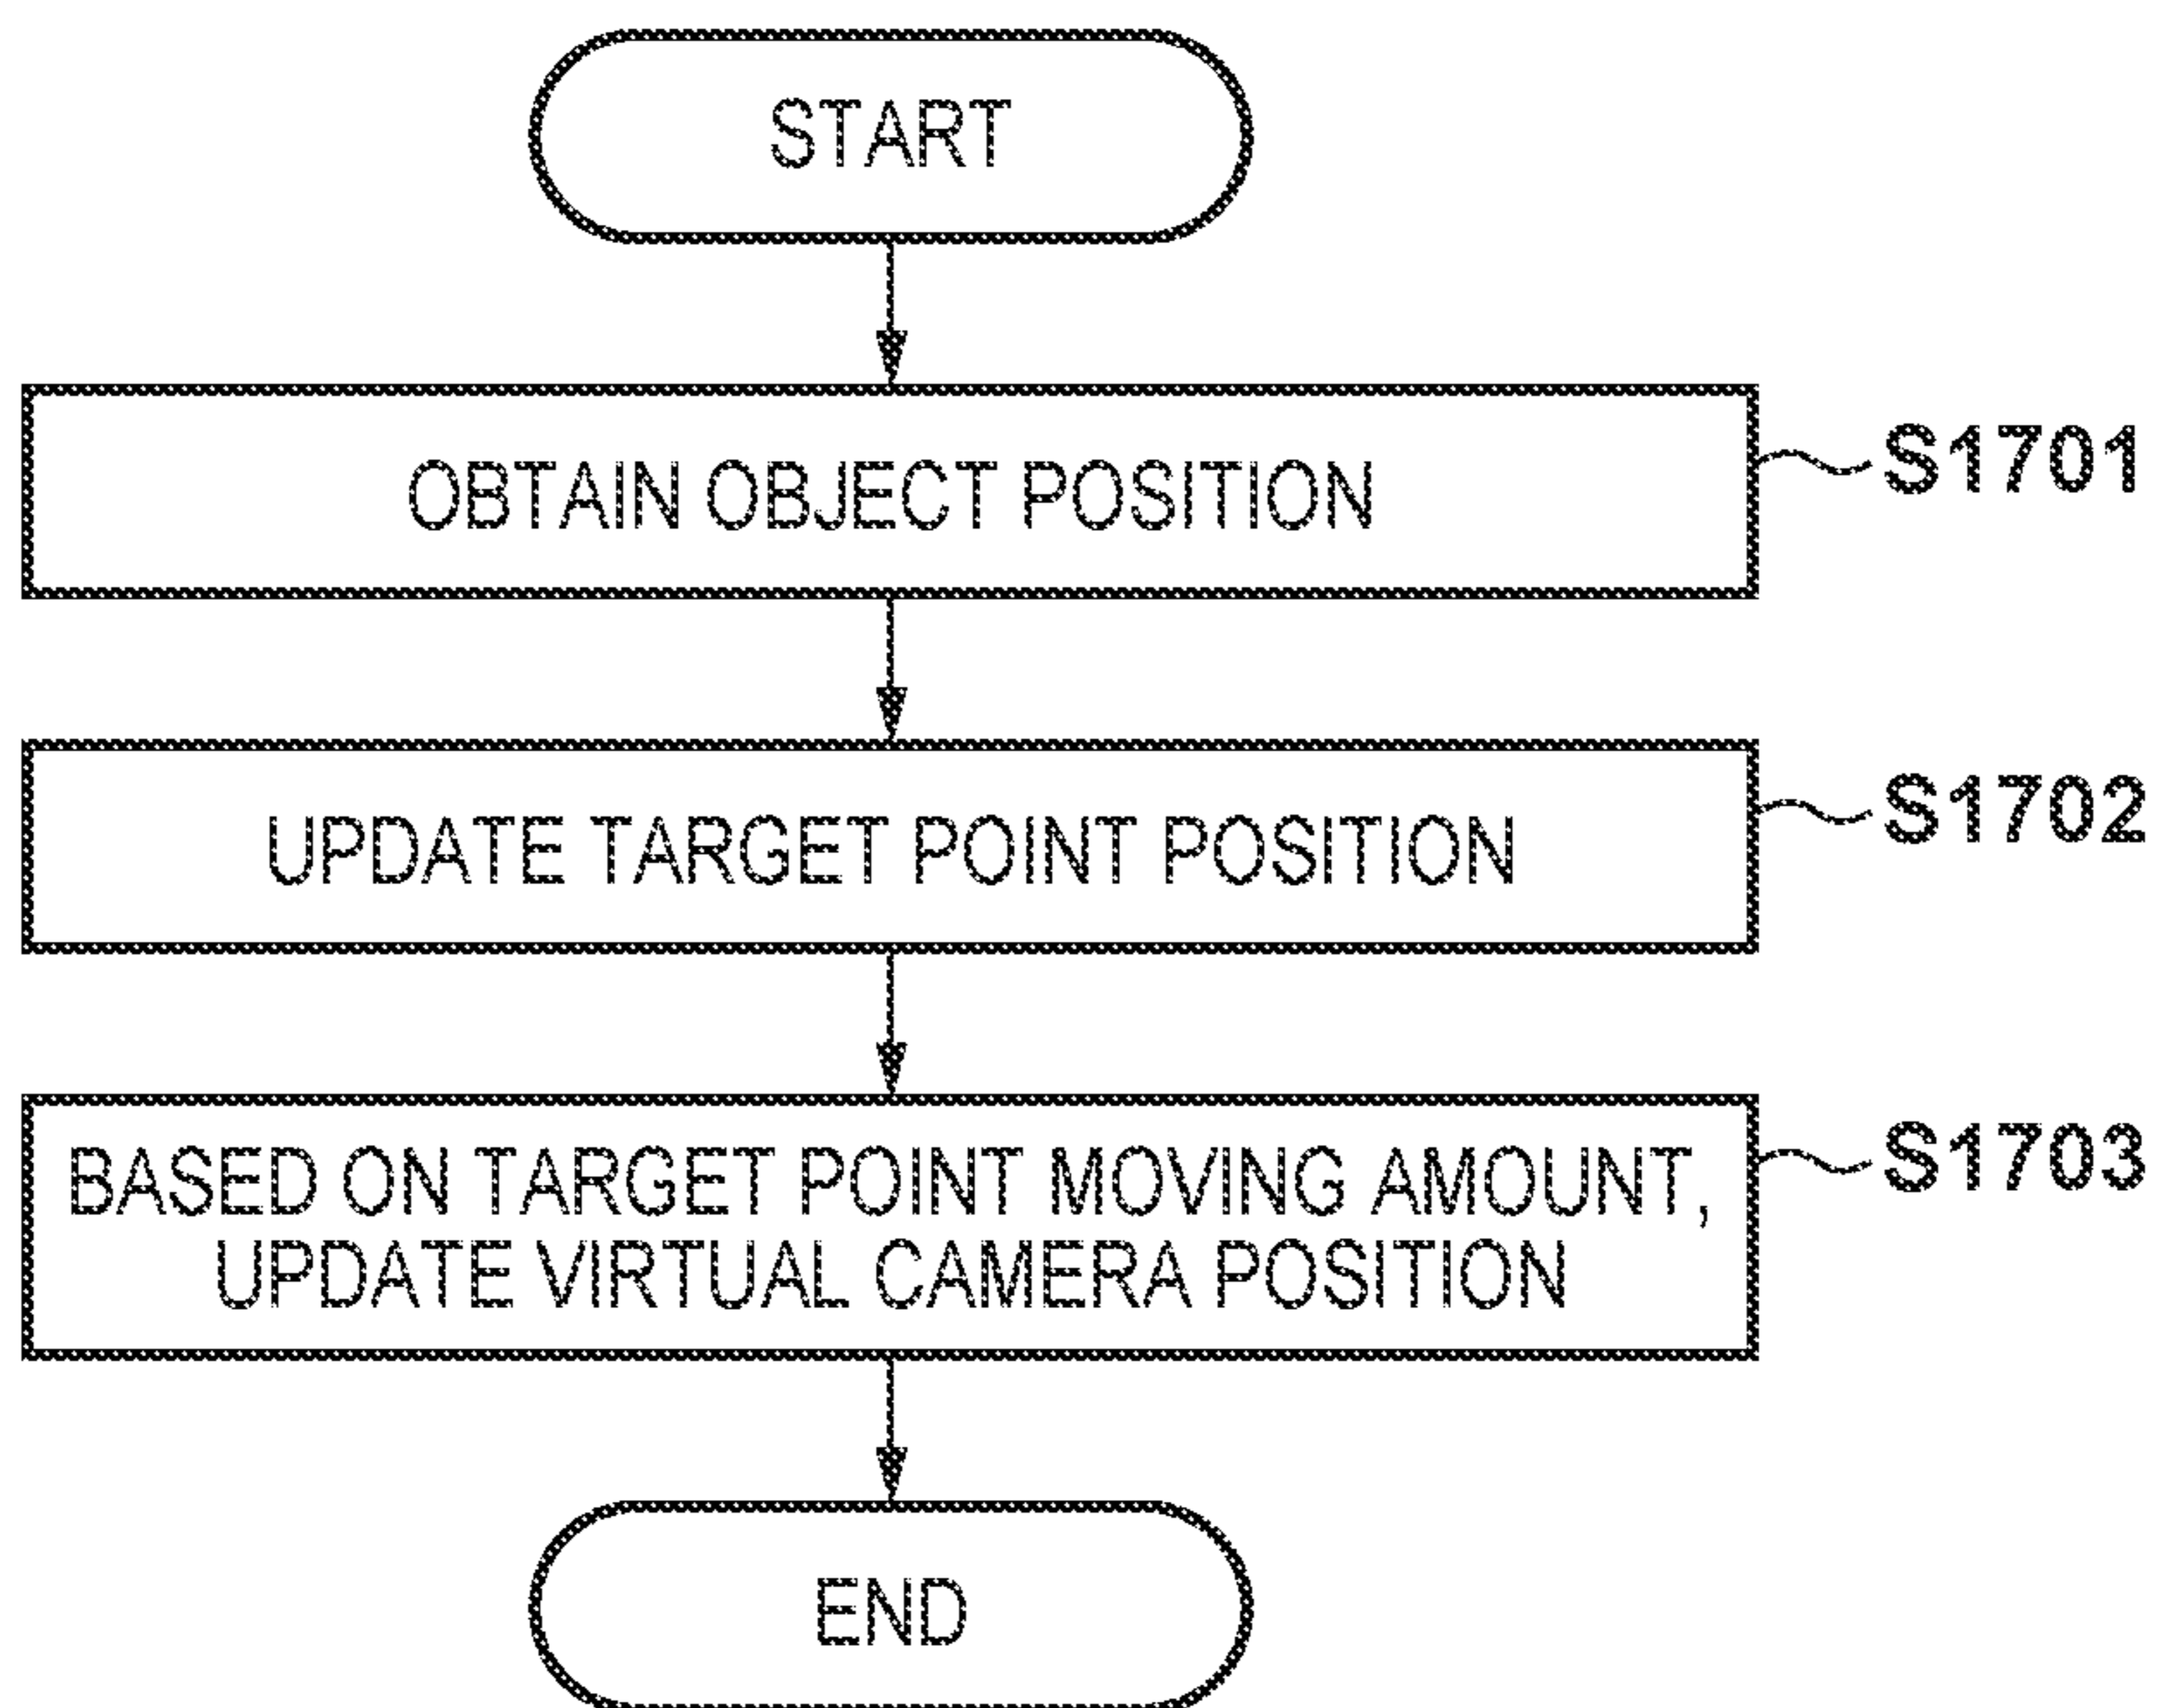 START
OBTAIN OBJECT POSITION
S1701
UPDATE TARGET POINT POSITION
S1702
BASED ON TARGET POINT MOVING AMOUNT,
UPDATE VIRTUAL CAMERA POSITION
S1703
END